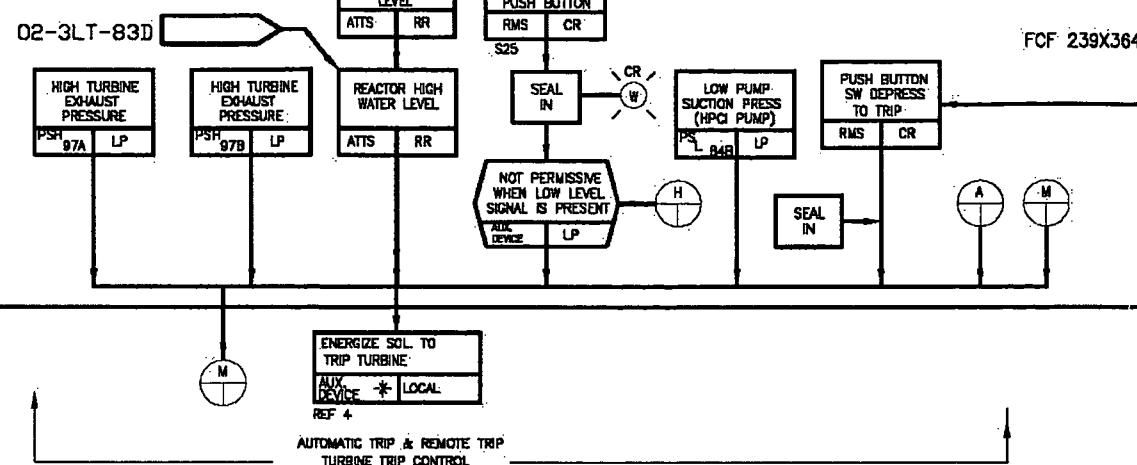 LEVEL
ATTS RR
PUSH BUTTON
RMS CR
S25
02-3LT-83D
FCF 239X364
HIGH TURBINE
EXHAUST
PRESSURE
PSH
97A LP
HIGH TURBINE
EXHAUST
PRESSURE
PSH
97B LP
REACTOR HIGH
WATER LEVEL
ATTS RR
SEAL
IN
CR
W
LOW PUMP
SUCTION PRESS
(HPCI PUMP)
PS
L 84B LP
PUSH BUTTON
SW DEPRESS
TO TRIP
RMS CR
NOT PERMISSIVE
WHEN LOW LEVEL
SIGNAL IS PRESENT
AUX.
DEVICE LP
H
SEAL
IN
A
M
M
ENERGIZE SOL. TO
TRIP TURBINE
AUX.
DEVICE * LOCAL
REF 4
AUTOMATIC TRIP & REMOTE TRIP
TURBINE TRIP CONTROL